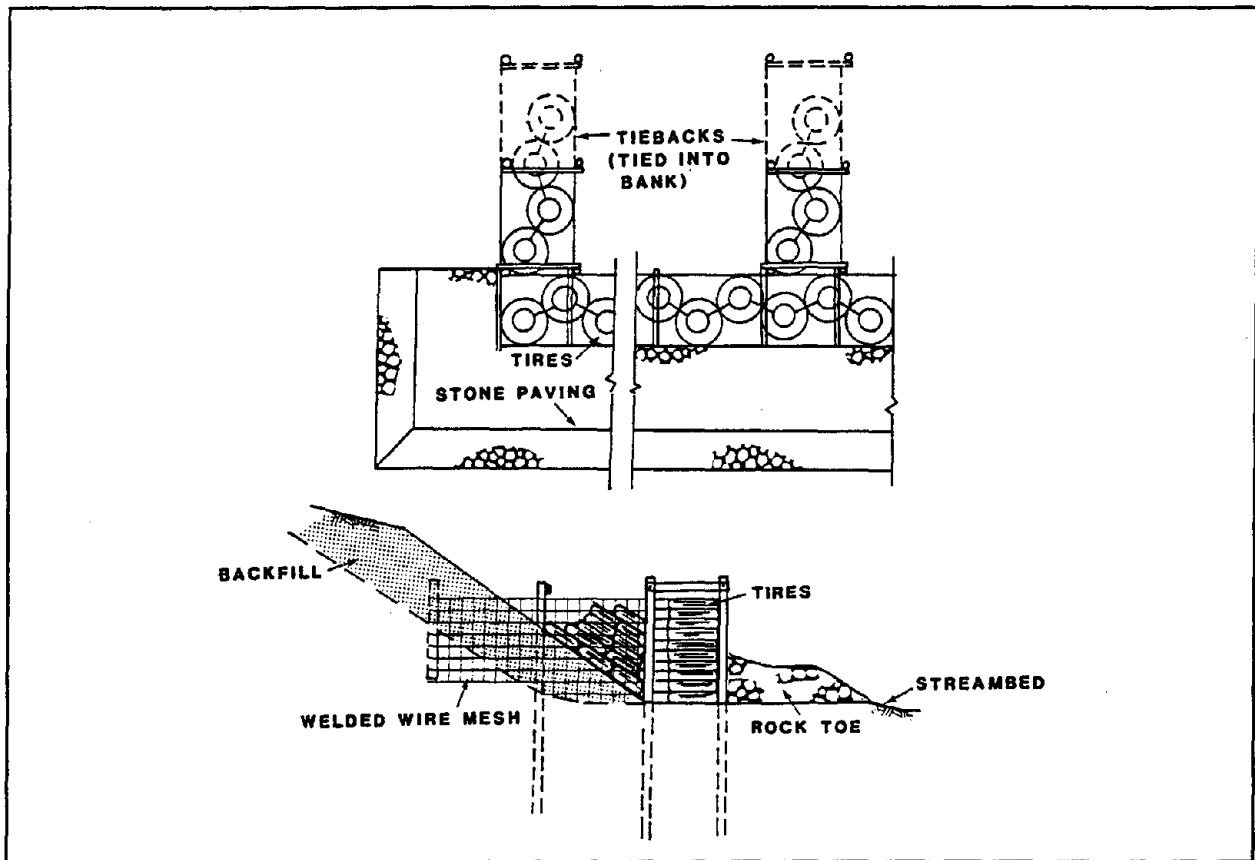 TIEBACKS
(TIED INTO
BANK)
TIRES
STONE PAVING
BACKFILL
TIRES
STREAMBED
WELDED WIRE MESH
ROCK TOE